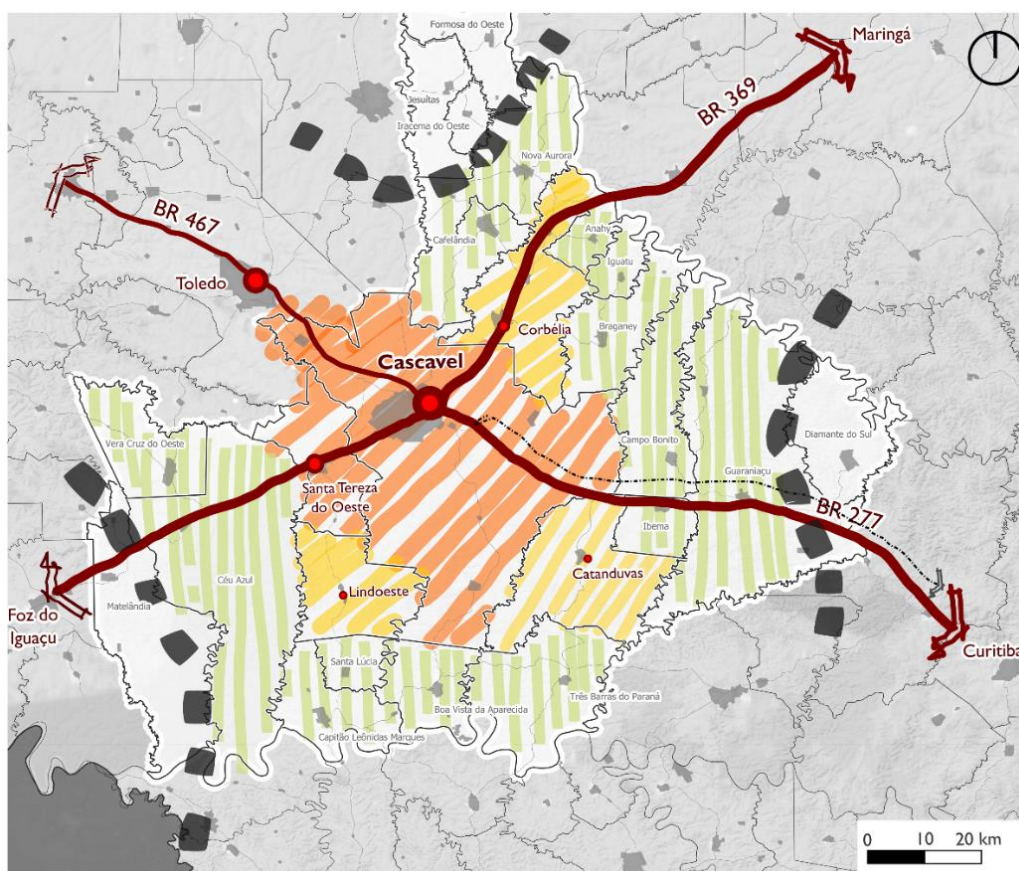 Formosa do Oeste
Maringá
BR 369
Jesuítas
Iracema do Oeste
Nova Aurora
BR 467
Toledo
Cafelândia
Anahy
Iguatu
Corbélia
Braganey
Cascavel
Vera Cruz do Oeste
Campo Bonito
Diamante do Sul
Guaraniaçu
Santa Tereza
do Oeste
BR 277
Ibema
Céu Azul
Lindoeste
Catanduvas
Matelândia
Foz do
Iguaçu
Curitiba
Santa Lúcia
Três Barras do Paraná
Boa Vista da Aparecida
Capitão Leônidas Marques
0 10 20 km